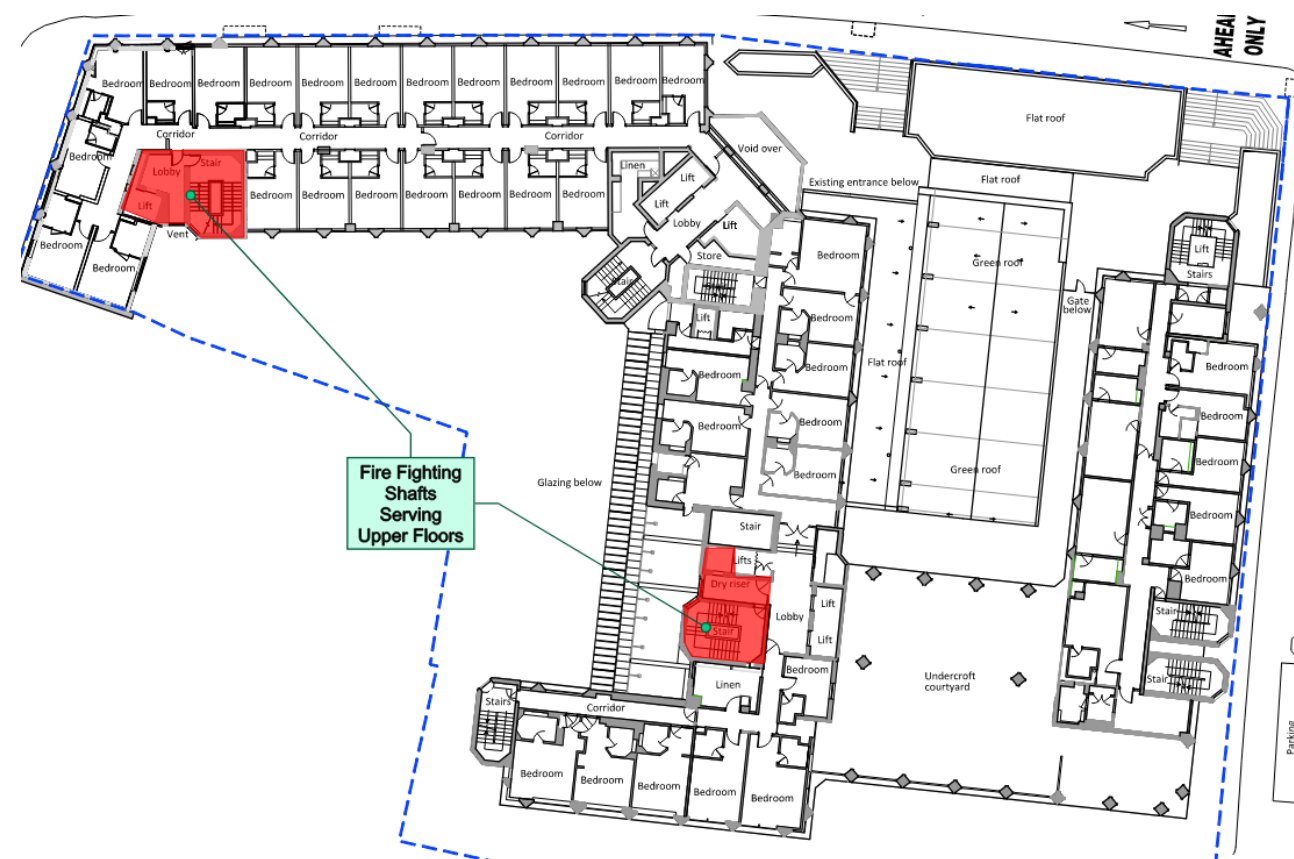 AHEAD
ONLY
Bedroom Bedroom Bedroom Bedroom Bedroom Bedroom Bedroom Bedroom Bedroom Bedroom Bedroom
Flat roof
Corridor Corridor Corridor
Void over
Bedroom
Lobby
Stair
Linen
Lift
Existing entrance below
Flat roof
Bedroom Bedroom Bedroom Bedroom Bedroom Bedroom Bedroom
Lift
Lift
Lobby
Lift
Vent
Bedroom
Bedroom
Store
Bedroom
Lift
Stairs
Green roof
Stair
Gate
below
Lift
Bedroom
Bedroom
Flat roof
Bedroom
Bedroom
Bedroom
Bedroom
Bedroom
Bedroom
Bedroom
Bedroom
Green roof
Fire Fighting
Shafts
Serving
Upper Floors
Glazing below
Stair
Bedroom
Lifts
Dry riser
Bedroom
Lift
Stair
Lobby
Stair
Lift
Bedroom
Linen
Undercroft
courtyard
Stair
Stairs
Corridor
Parking
Bedroom
Bedroom
Bedroom
Bedroom
Bedroom